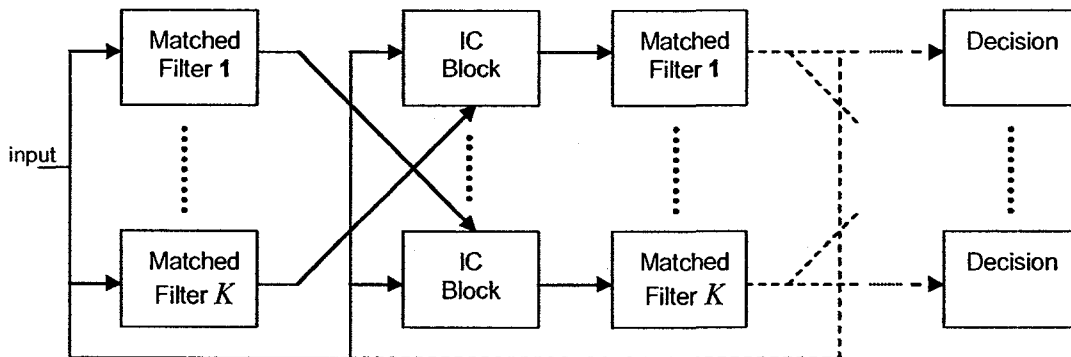 Matched
Filter 1
IC
Block
Matched
Filter 1
Decision
input
Matched
Filter K
IC
Block
Matched
Filter K
Decision